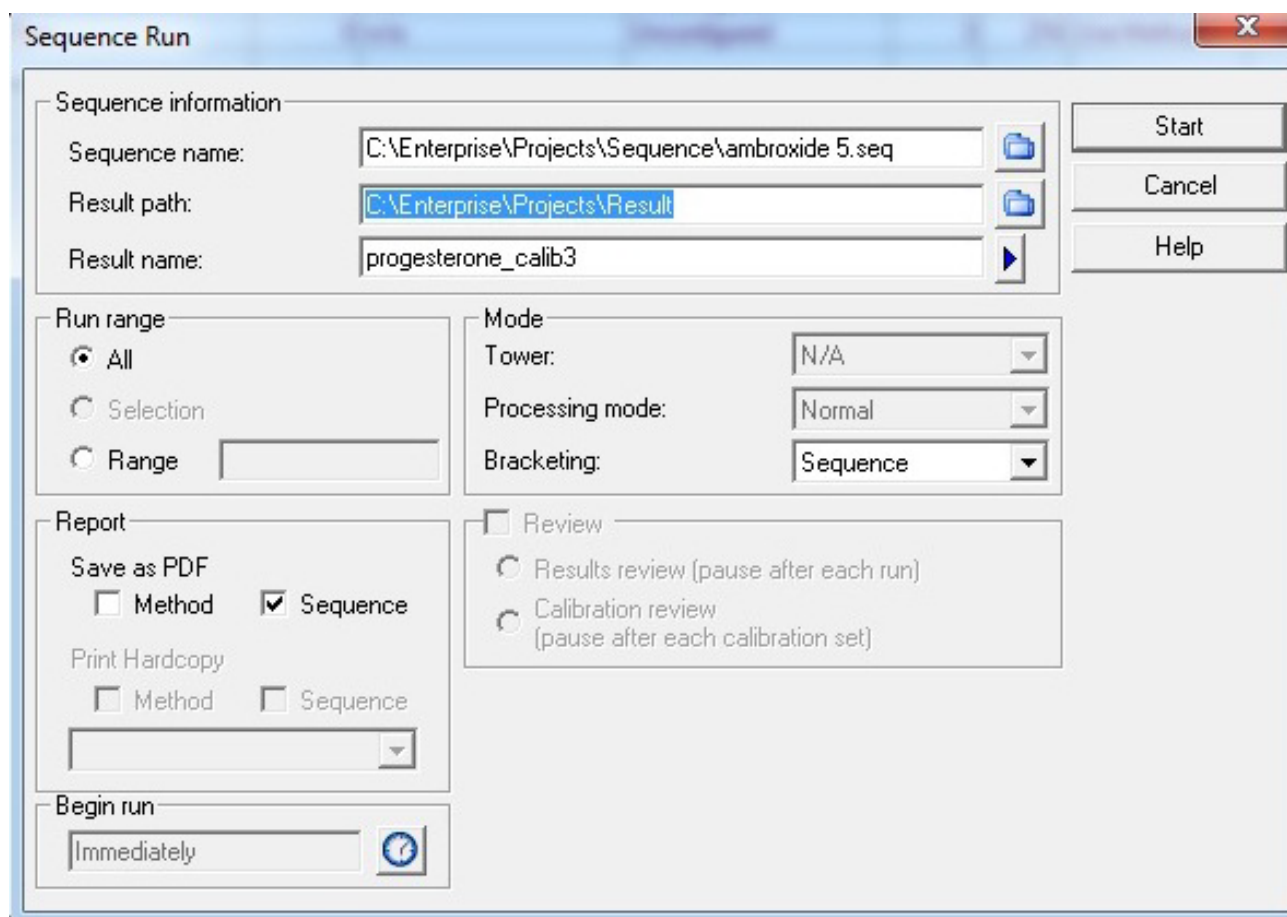 Sequence Run
Sequence information
Sequence name: C:\Enterprise\Projects\Sequence\ambroxide 5.seq
Result path: C:\Enterprise\Projects\Result
Result name: progesterone_calib3
Start
Cancel
Help
Run range
All
Selection
Range
Mode
Tower: N/A
Processing mode: Normal
Bracketing: Sequence
Report
Save as PDF
Method Sequence
Print Hardcopy
Method Sequence
Review
Results review (pause after each run)
Calibration review
(pause after each calibration set)
Begin run
Immediately